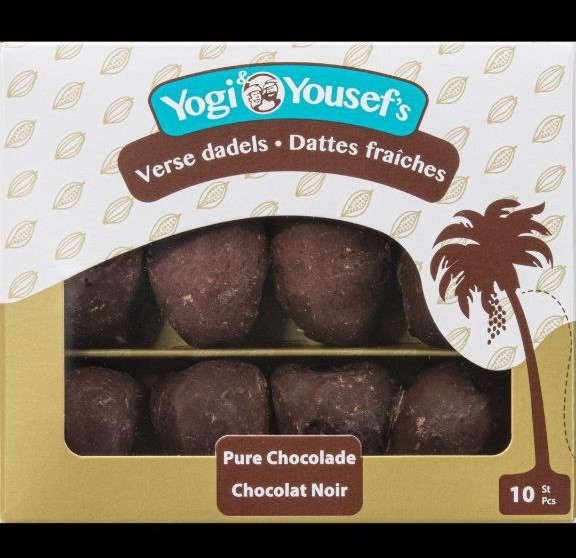 Yogi & Yousef's
Verse dadels • Dattes fraîches
Pure Chocolade
Chocolat Noir
10 St
Pcs